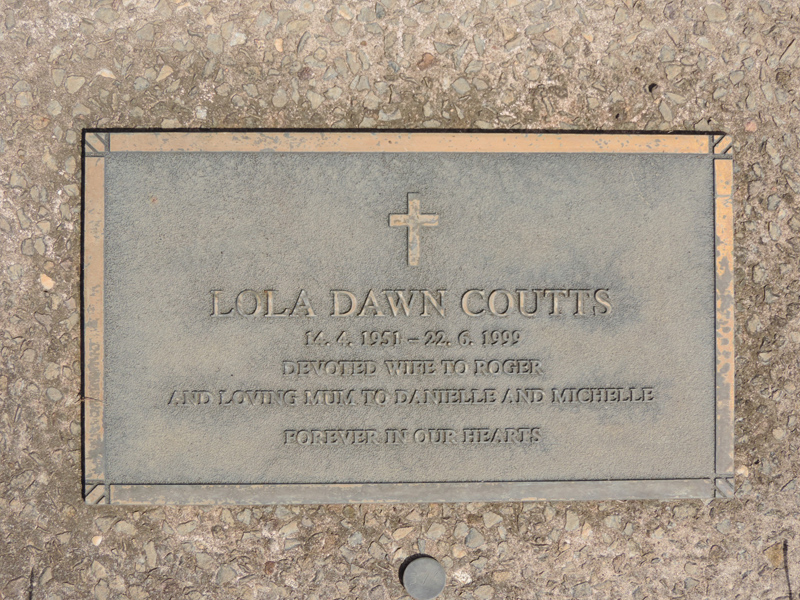 LOLA DAWN COUTTS
14. 4. 1951 – 22. 6. 1999
DEVOTED WIFE TO ROGER
AND LOVING MUM TO DANIELLE AND MICHELLE
FOREVER IN OUR HEARTS